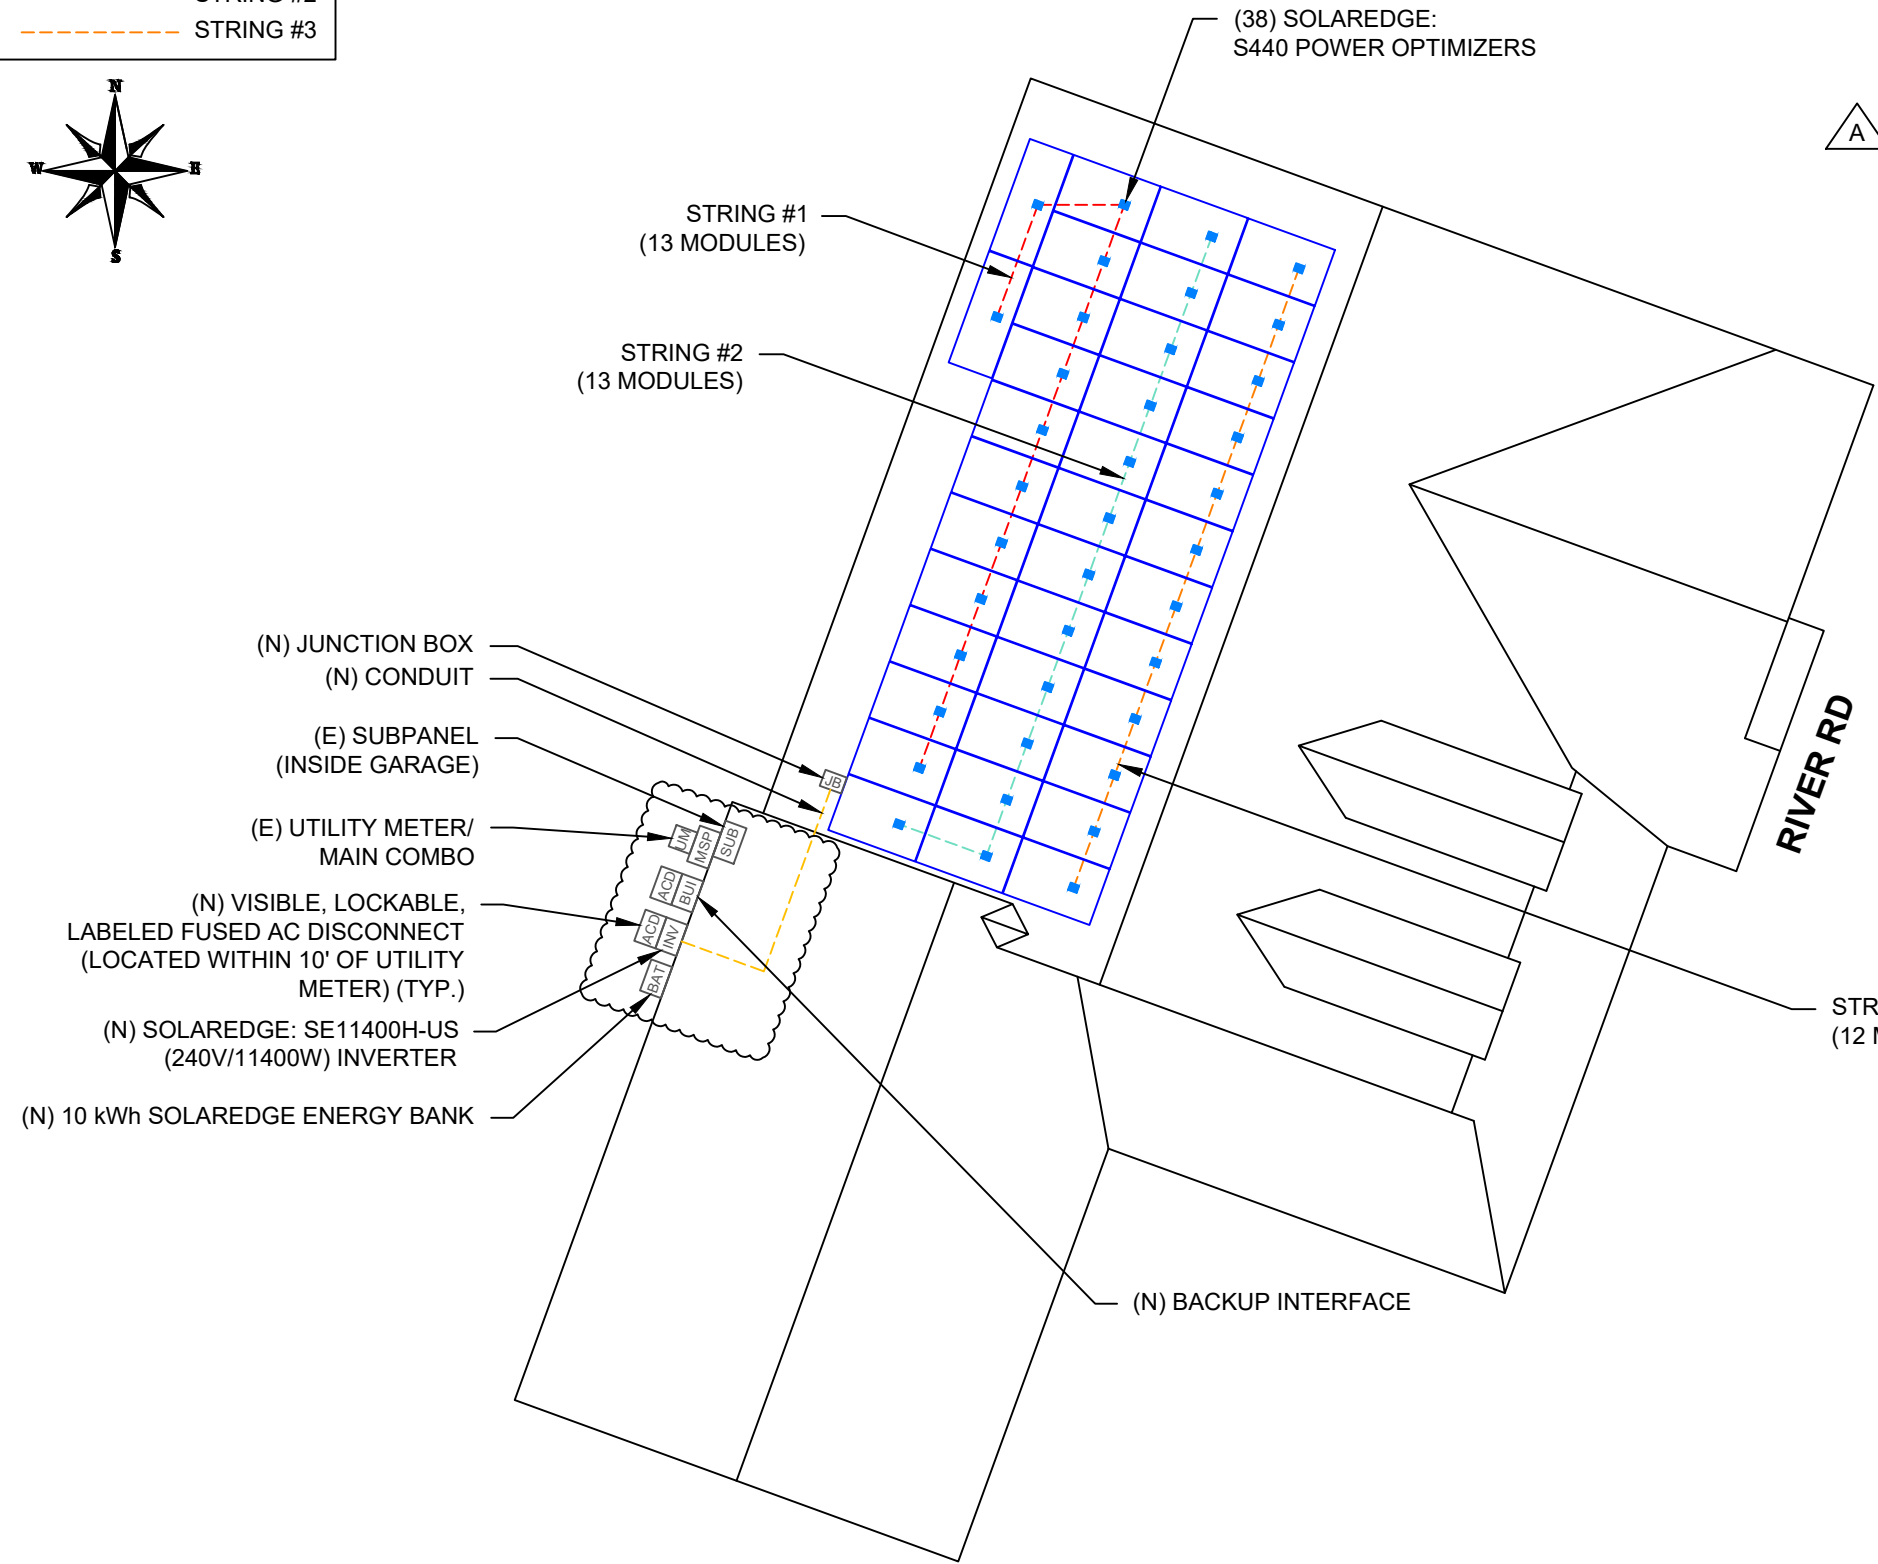 STRING #3
N
W
E
S
(38) SOLAREDGE:
S440 POWER OPTIMIZERS
A
STRING #1
(13 MODULES)
STRING #2
(13 MODULES)
(N) JUNCTION BOX
(N) CONDUIT
(E) SUBPANEL
(INSIDE GARAGE)
(E) UTILITY METER/
MAIN COMBO
(N) VISIBLE, LOCKABLE,
LABELED FUSED AC DISCONNECT
(LOCATED WITHIN 10' OF UTILITY
METER) (TYP.)
(N) SOLAREDGE: SE11400H-US
(240V/11400W) INVERTER
(N) 10 kWh SOLAREDGE ENERGY BANK
JB
UM
MSP
SUB
ACD
BUI
ACD
INV
BAT
RIVER RD
(12
(N) BACKUP INTERFACE